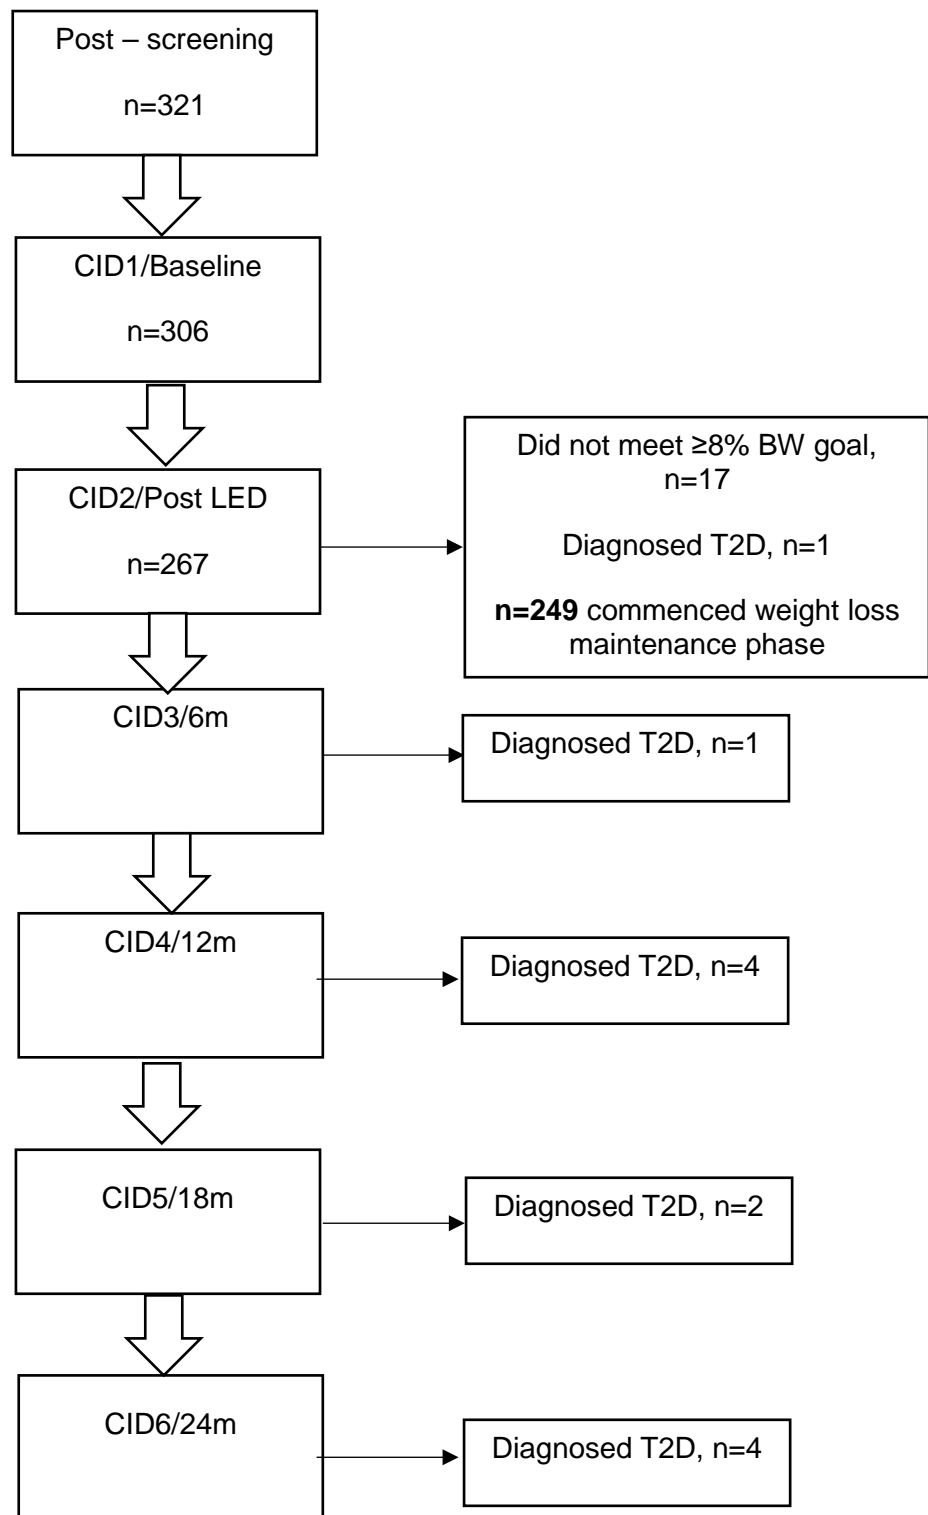 Post – screening
n=321
CID1/Baseline
n=306
CID2/Post LED
n=267
Did not meet ≥8% BW goal,
n=17
Diagnosed T2D, n=1
n=249 commenced weight loss
maintenance phase
CID3/6m
Diagnosed T2D, n=1
CID4/12m
Diagnosed T2D, n=4
CID5/18m
Diagnosed T2D, n=2
CID6/24m
Diagnosed T2D, n=4